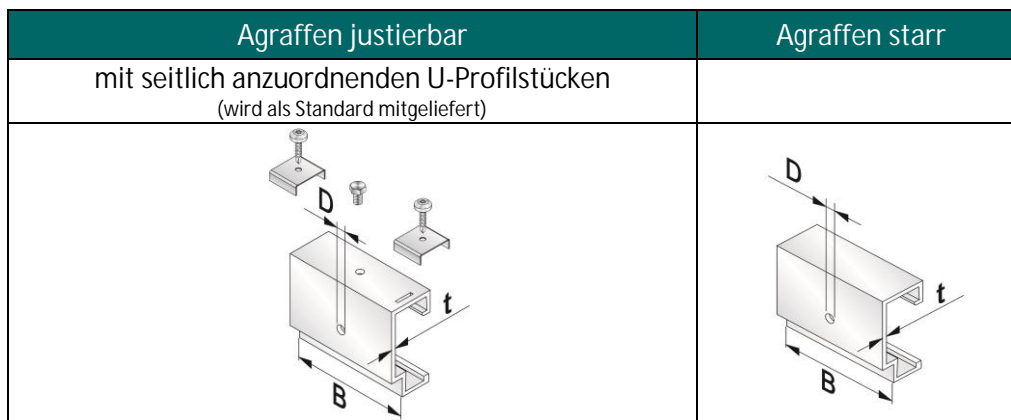 Agraffen justierbar
Agraffen starr
mit seitlich anzuordnenden U-Profilstücken
(wird als Standard mitgeliefert)
D
t
B
D
t
B